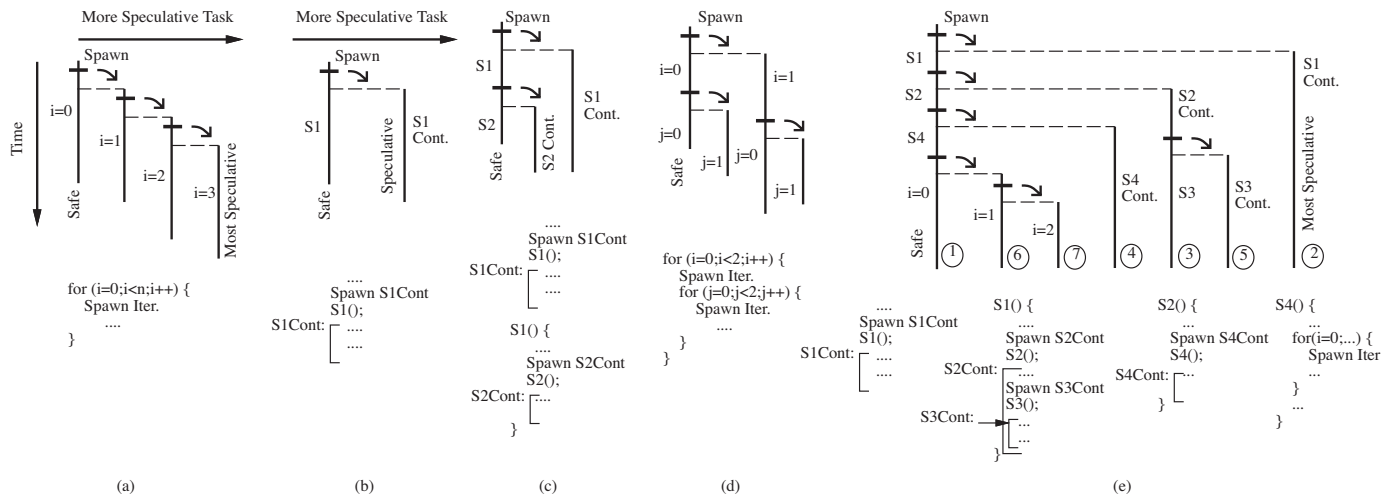 More Speculative Task
Spawn
Time
i=0
i=1
i=2
i=3
Safe
Most Speculative
for (i=0;i<n;i++) {
Spawn Iter.
....
}
(a)
More Speculative Task
Spawn
S1
Speculative
S1
Cont.
Safe
....
Spawn S1Cont
S1();
S1Cont:
....
....
(b)
Spawn
S1
S1
Cont.
S2
S2 Cont.
Safe
....
Spawn S1Cont
S1();
S1Cont:
....
....
S1() {
....
Spawn S2Cont
S2();
S2Cont:
....
}
(c)
Spawn
i=0
i=1
j=0
j=1
j=0
j=1
Safe
for (i=0;i<2;i++) {
Spawn Iter.
for (j=0;j<2;j++) {
Spawn Iter.
....
}
}
(d)
Spawn
S1
S1
Cont.
S2
S2
Cont.
S4
S4
Cont.
S3
S3
Cont.
i=0
i=1
i=2
Safe
Most Speculative
1
6
7
4
3
5
2
....
Spawn S1Cont
S1();
S1Cont:
....
....
S1() {
....
Spawn S2Cont
S2();
S2Cont:
....
Spawn S3Cont
S3();
S3Cont:
...
...
}
S2() {
...
Spawn S4Cont
S4();
S4Cont:
...
}
S4() {
...
for(i=0;...) {
Spawn Iter
...
}
...
}
(e)